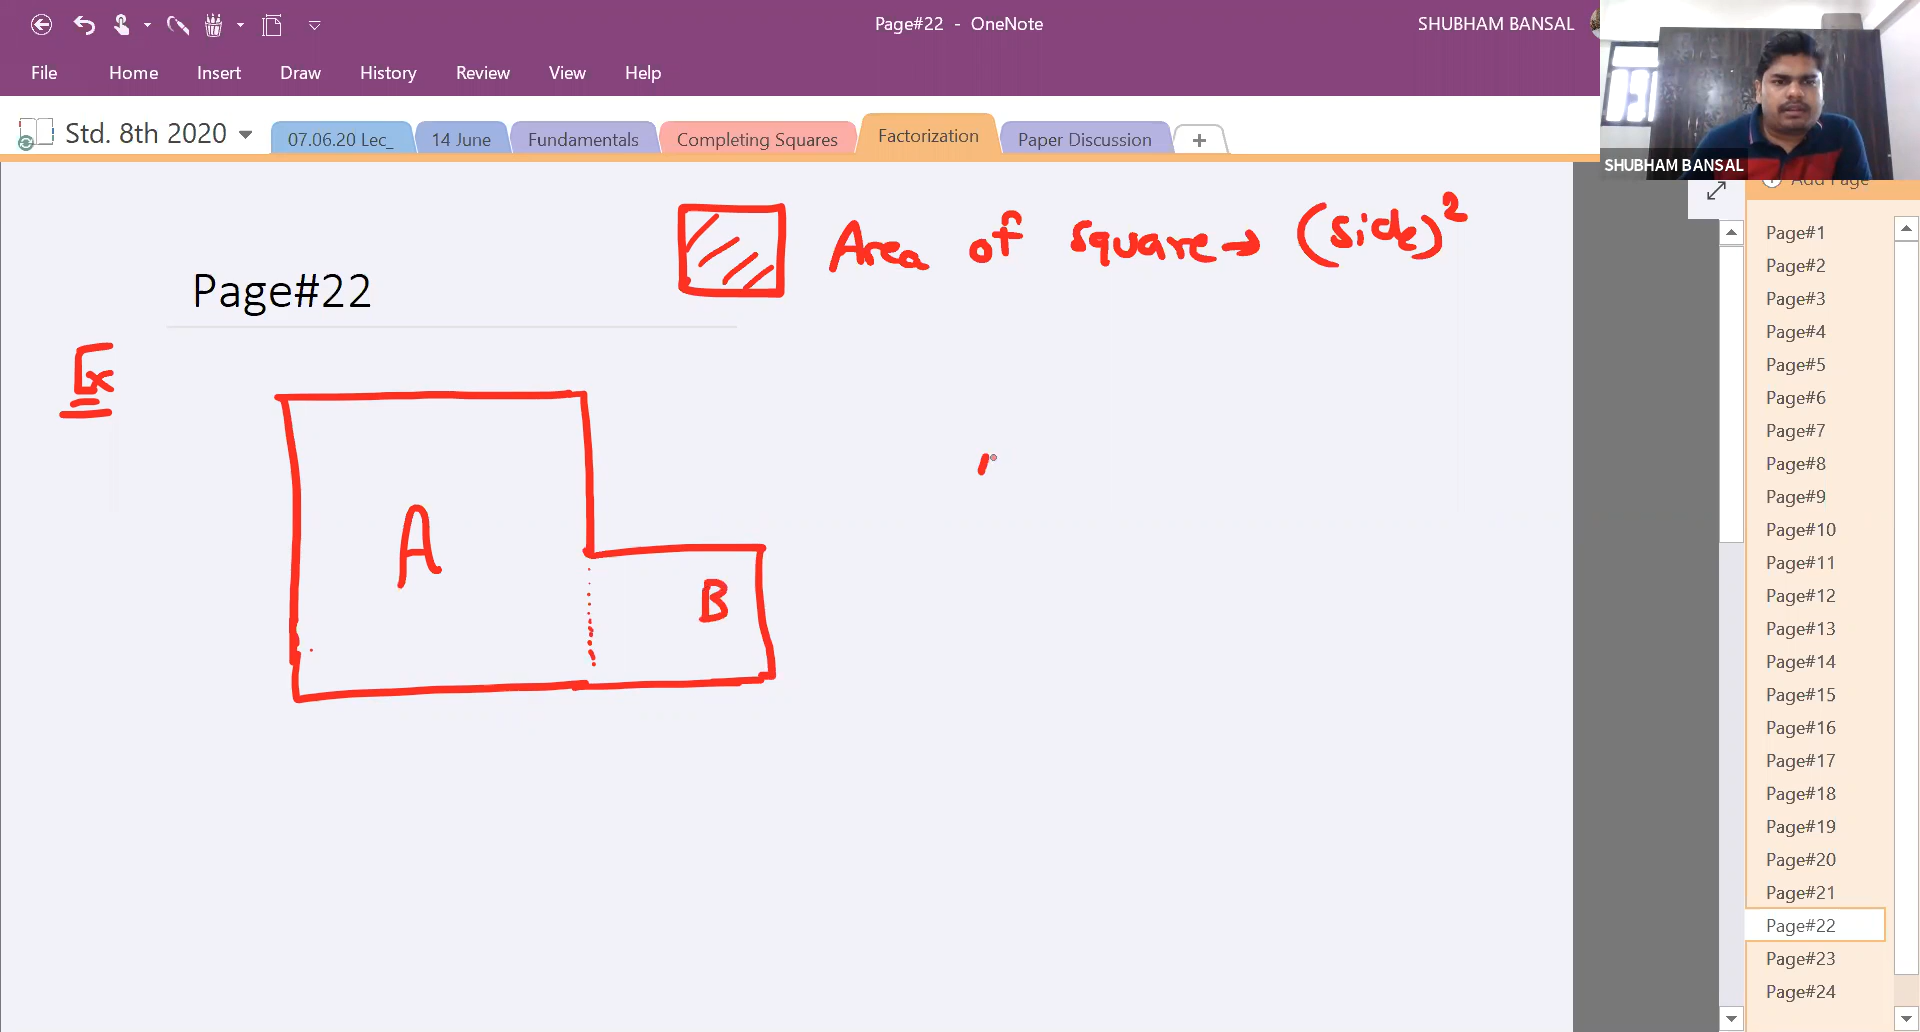 Page#22 - OneNote
SHUBHAM BANSAL
File Home Insert Draw History Review View Help
SHUBHAM BANSAL
Std. 8th 2020
07.06.20 Lec_
14 June
Fundamentals
Completing Squares
Factorization
Paper Discussion
+
Add Page
Area of square → (side)²
Page#22
Ex
A
B
Page#1
Page#2
Page#3
Page#4
Page#5
Page#6
Page#7
Page#8
Page#9
Page#10
Page#11
Page#12
Page#13
Page#14
Page#15
Page#16
Page#17
Page#18
Page#19
Page#20
Page#21
Page#22
Page#23
Page#24